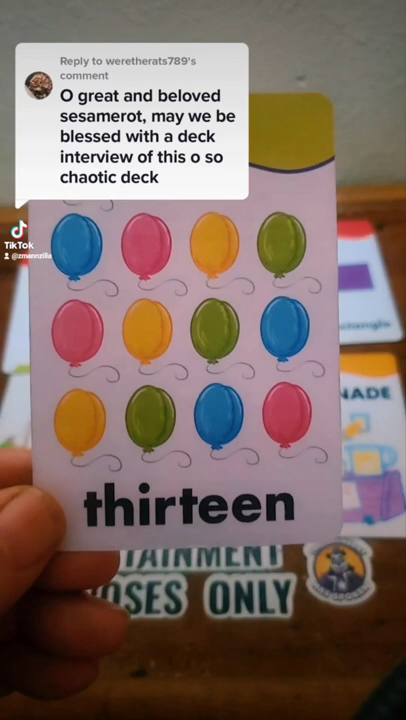 Reply to weretherats789's
comment
O great and beloved
sesamerot, may we be
blessed with a deck
interview of this o so
chaotic deck
TikTok
@zmannzilla
ctangle
NADE
thirteen
TAINMENT
OSES ONLY